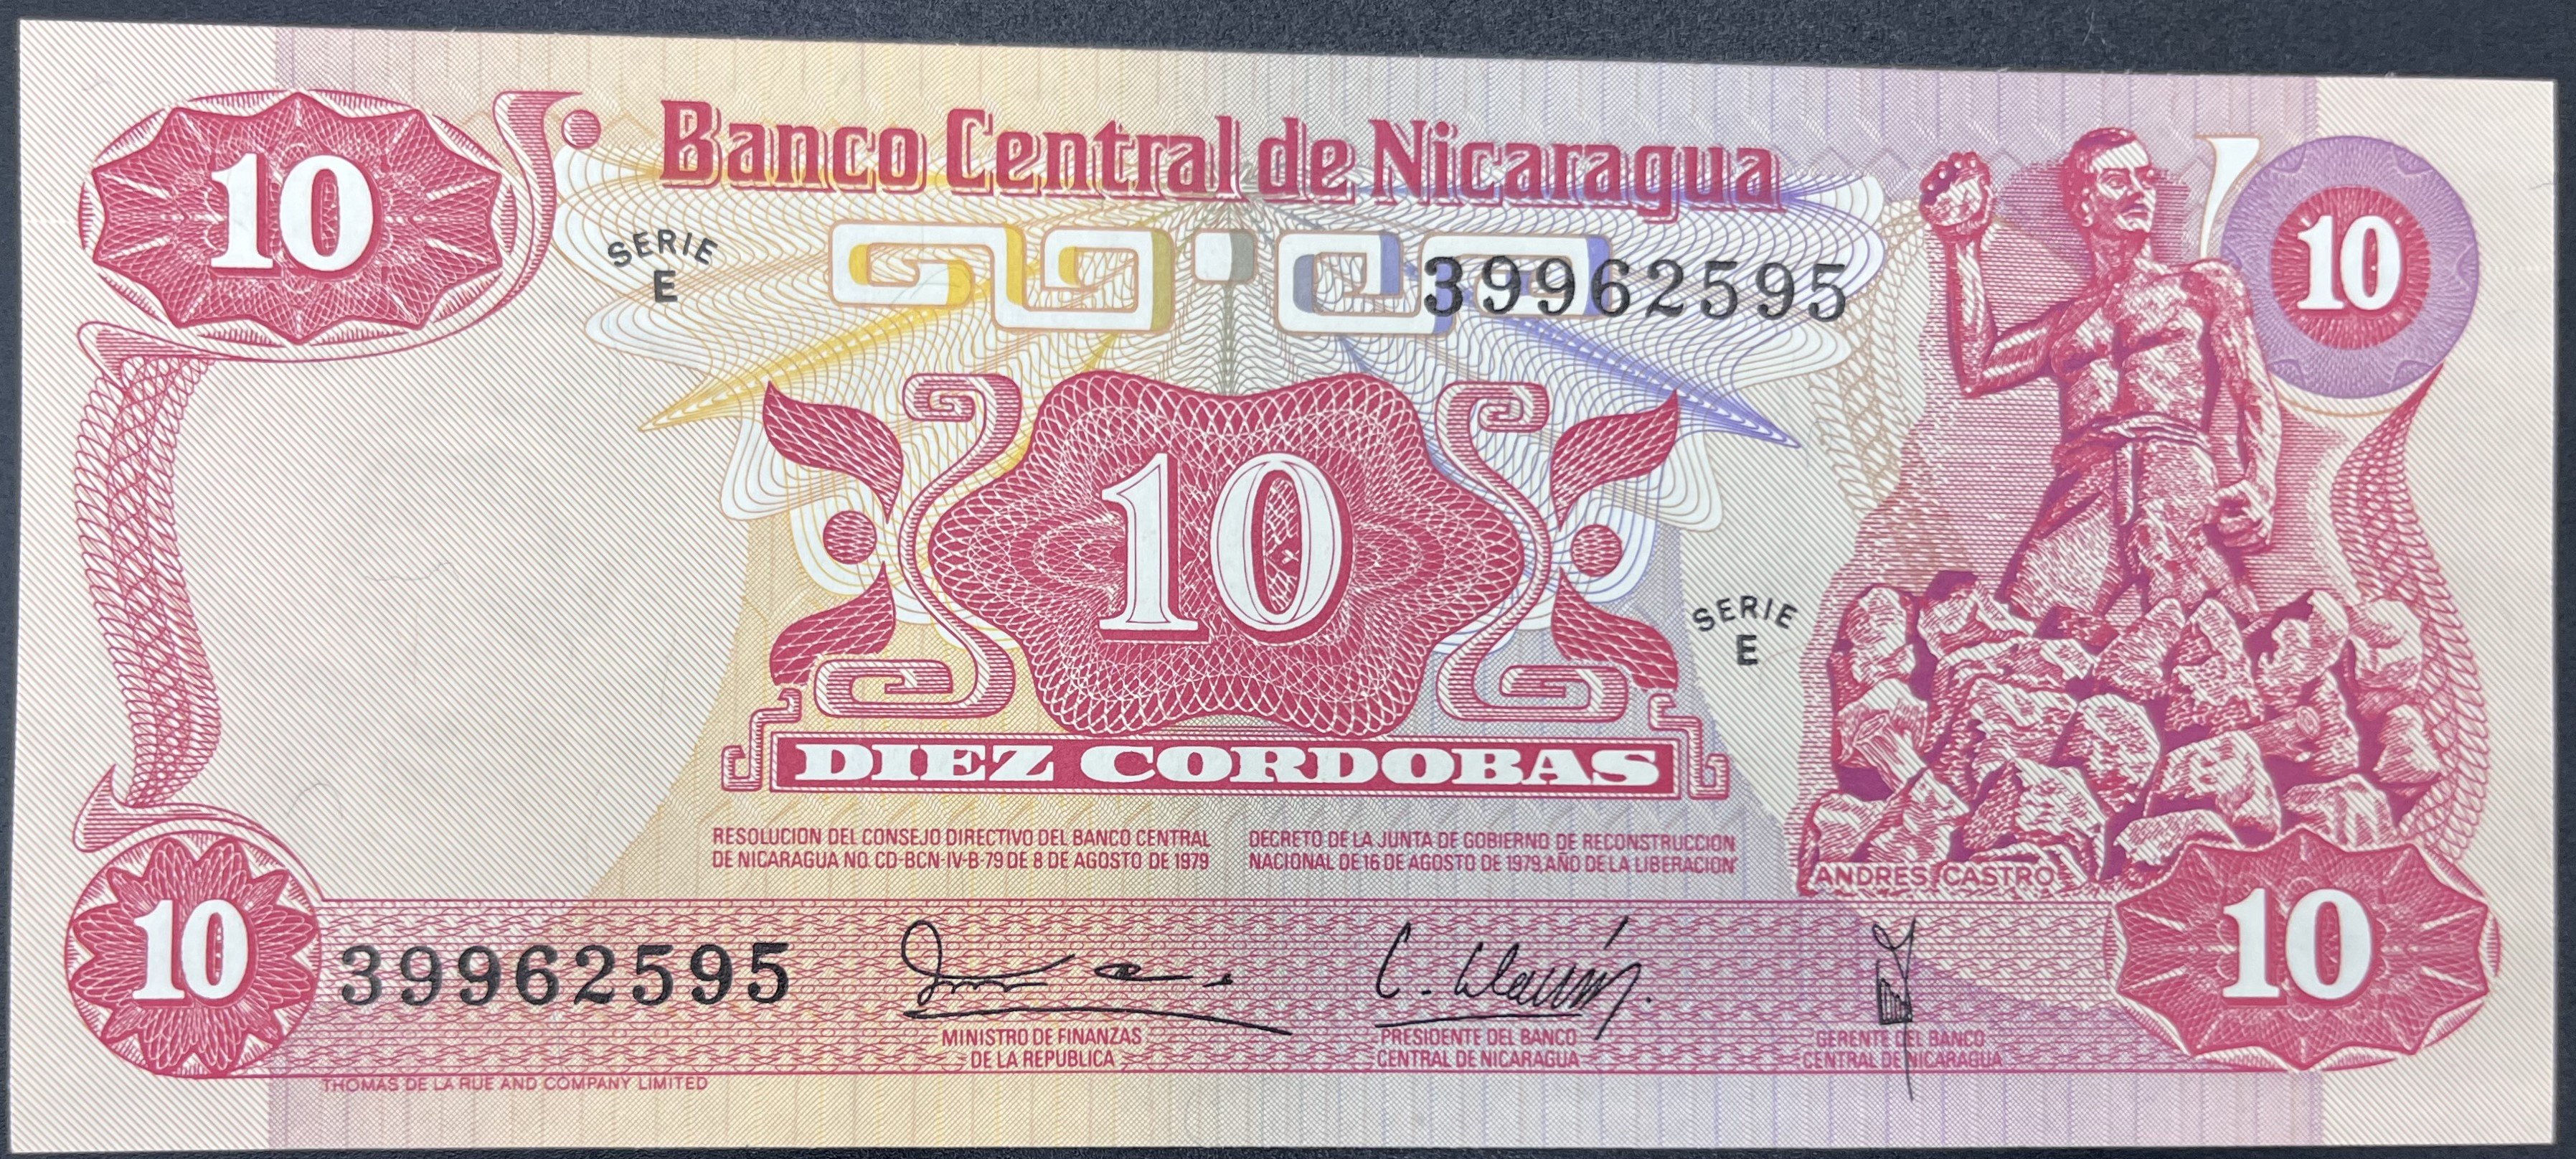 10
Banco Central de Nicaragua
10
SERIE
E
39962595
10
SERIE
E
DIEZ CORDOBAS
RESOLUCION DEL CONSEJO DIRECTIVO DEL BANCO CENTRAL
DE NICARAGUA NO. CD-BCN-IV-B-79 DE 8 DE AGOSTO DE 1979
DECRETO DE LA JUNTA DE GOBIERNO DE RECONSTRUCCION
NACIONAL DE 16 DE AGOSTO DE 1979, AÑO DE LA LIBERACION
ANDRES CASTRO
10
39962595
10
MINISTRO DE FINANZAS
DE LA REPUBLICA
PRESIDENTE DEL BANCO
CENTRAL DE NICARAGUA
GERENTE DEL BANCO
CENTRAL DE NICARAGUA
THOMAS DE LA RUE AND COMPANY LIMITED